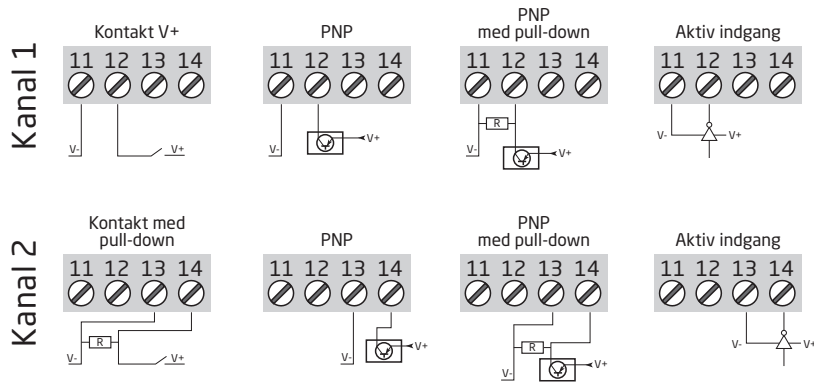 Kanal 1
Kontakt V+
11 12 13 14
V-
V+
PNP
11 12 13 14
V-
V+
PNP
med pull-down
11 12 13 14
R
V-
V+
Aktiv indgang
11 12 13 14
V-
V+
Kanal 2
Kontakt med
pull-down
11 12 13 14
R
V-
V+
PNP
11 12 13 14
V-
V+
PNP
med pull-down
11 12 13 14
R
V-
V+
Aktiv indgang
11 12 13 14
V-
V+